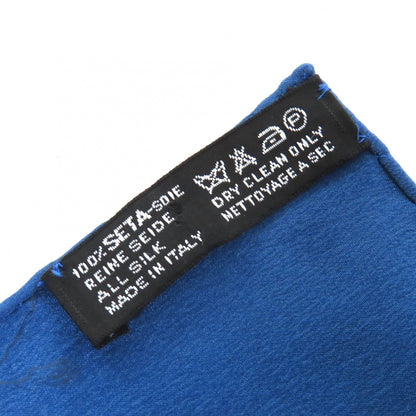 100% SETA-SOIE
REINE SEIDE
ALL SILK
MADE IN ITALY
P
DRY CLEAN ONLY
NETTOYAGE A SEC